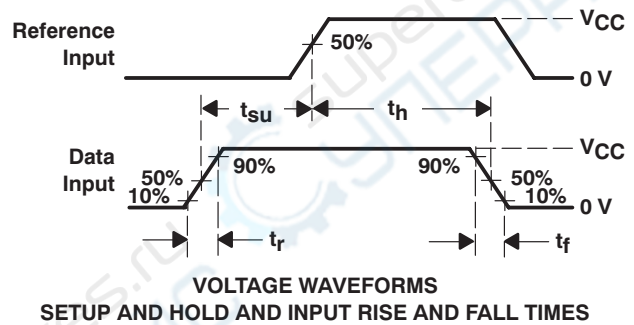 Reference
Input
50%
VCC
0 V
tsu
th
Data
Input
50%
10%
90%
90%
VCC
50%
10%
0 V
tr
tf
VOLTAGE WAVEFORMS
SETUP AND HOLD AND INPUT RISE AND FALL TIMES